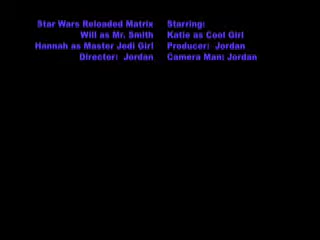 Star Wars Reloaded Matrix Starring:
Will as Mr. Smith Katie as Cool Girl
Hannah as Master Jedi Girl Producer: Jordan
Director: Jordan Camera Man: Jordan